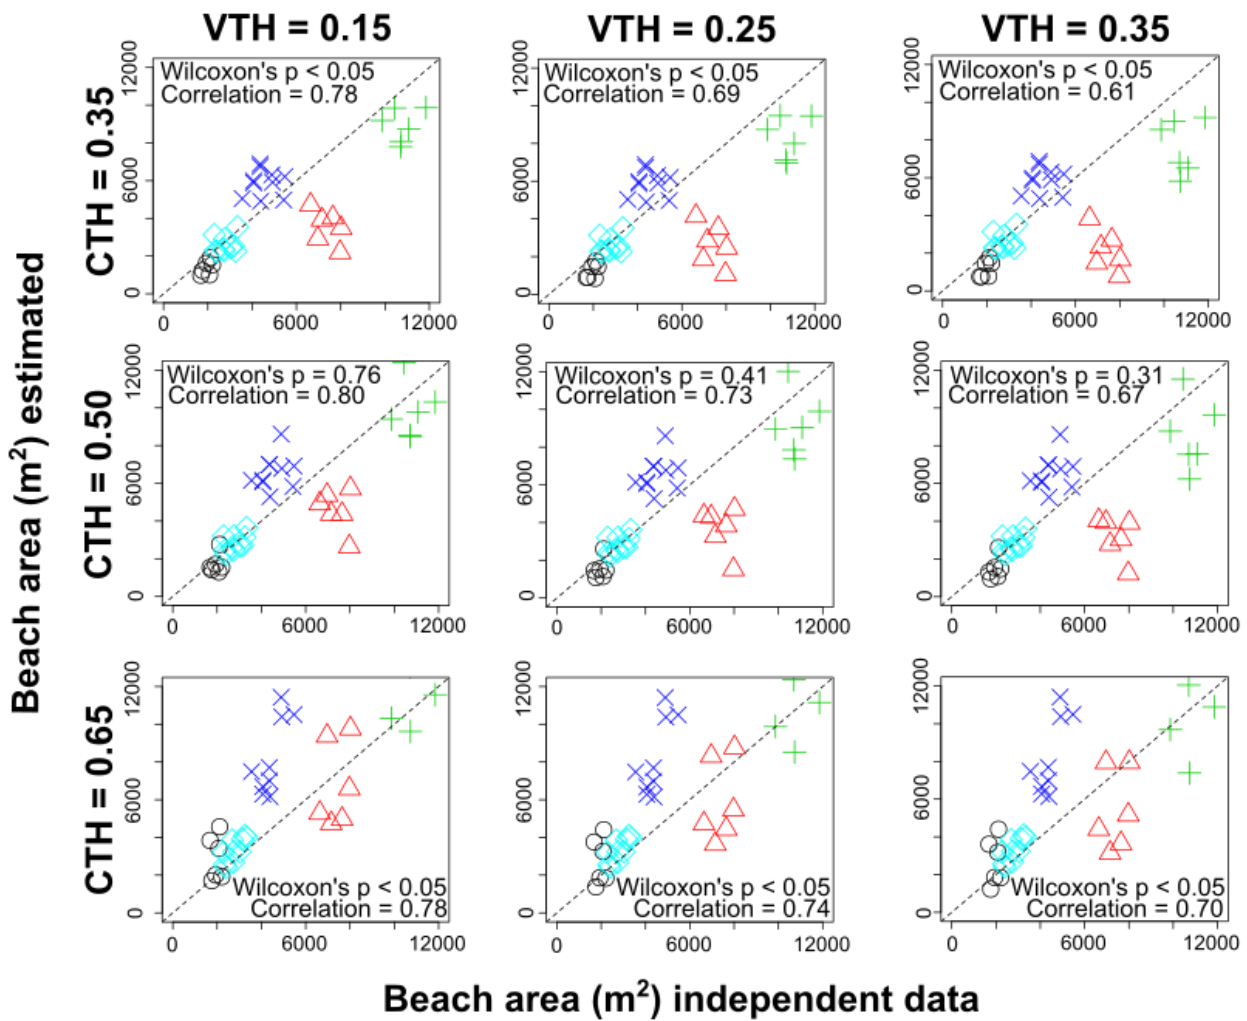 VTH = 0.15
VTH = 0.25
VTH = 0.35
Beach area (m²) estimated
CTH = 0.35
12000
6000
0
Wilcoxon's p < 0.05
Correlation = 0.78
0
6000
12000
12000
6000
0
Wilcoxon's p < 0.05
Correlation = 0.69
0
6000
12000
12000
6000
0
Wilcoxon's p < 0.05
Correlation = 0.61
0
6000
12000
CTH = 0.50
12000
6000
0
Wilcoxon's p = 0.76
Correlation = 0.80
0
6000
12000
12000
6000
0
Wilcoxon's p = 0.41
Correlation = 0.73
0
6000
12000
12000
6000
0
Wilcoxon's p = 0.31
Correlation = 0.67
0
6000
12000
CTH = 0.65
12000
6000
0
Wilcoxon's p < 0.05
Correlation = 0.78
0
6000
12000
12000
6000
0
Wilcoxon's p < 0.05
Correlation = 0.74
0
6000
12000
12000
6000
0
Wilcoxon's p < 0.05
Correlation = 0.70
0
6000
12000
Beach area (m²) independent data